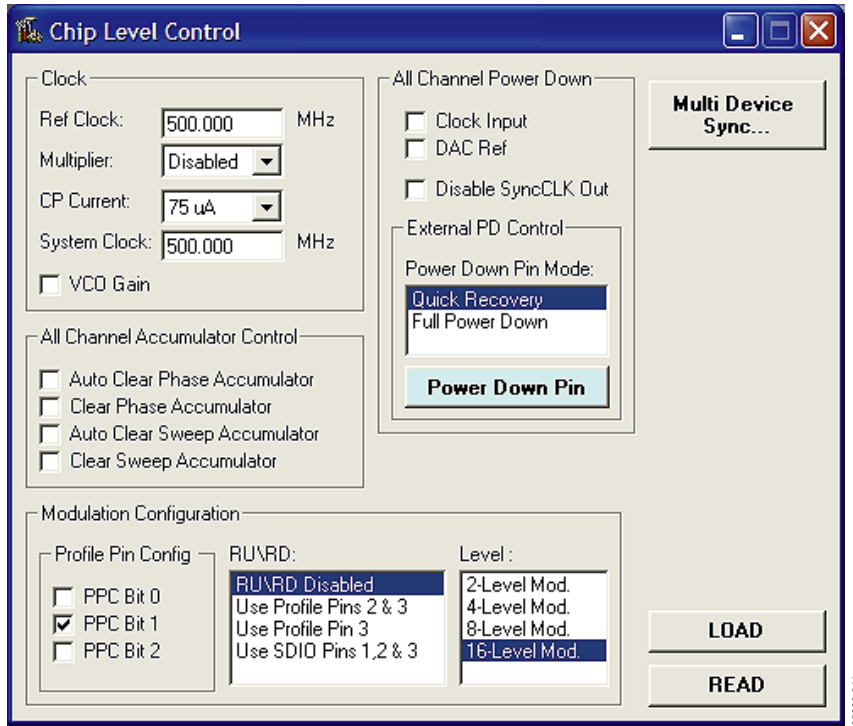 Chip Level Control
Clock
Ref Clock: 500.000 MHz
Multiplier: Disabled
CP Current: 75 uA
System Clock: 500.000 MHz
VCO Gain
All Channel Accumulator Control
Auto Clear Phase Accumulator
Clear Phase Accumulator
Auto Clear Sweep Accumulator
Clear Sweep Accumulator
All Channel Power Down
Clock Input
DAC Ref
Disable SyncCLK Out
External PD Control
Power Down Pin Mode:
Quick Recovery
Full Power Down
Power Down Pin
Multi Device
Sync...
Modulation Configuration
Profile Pin Config
PPC Bit 0
PPC Bit 1
PPC Bit 2
RU\RD:
RU\RD Disabled
Use Profile Pins 2 & 3
Use Profile Pin 3
Use SDIO Pins 1,2 & 3
Level :
2-Level Mod.
4-Level Mod.
8-Level Mod.
16-Level Mod.
LOAD
READ